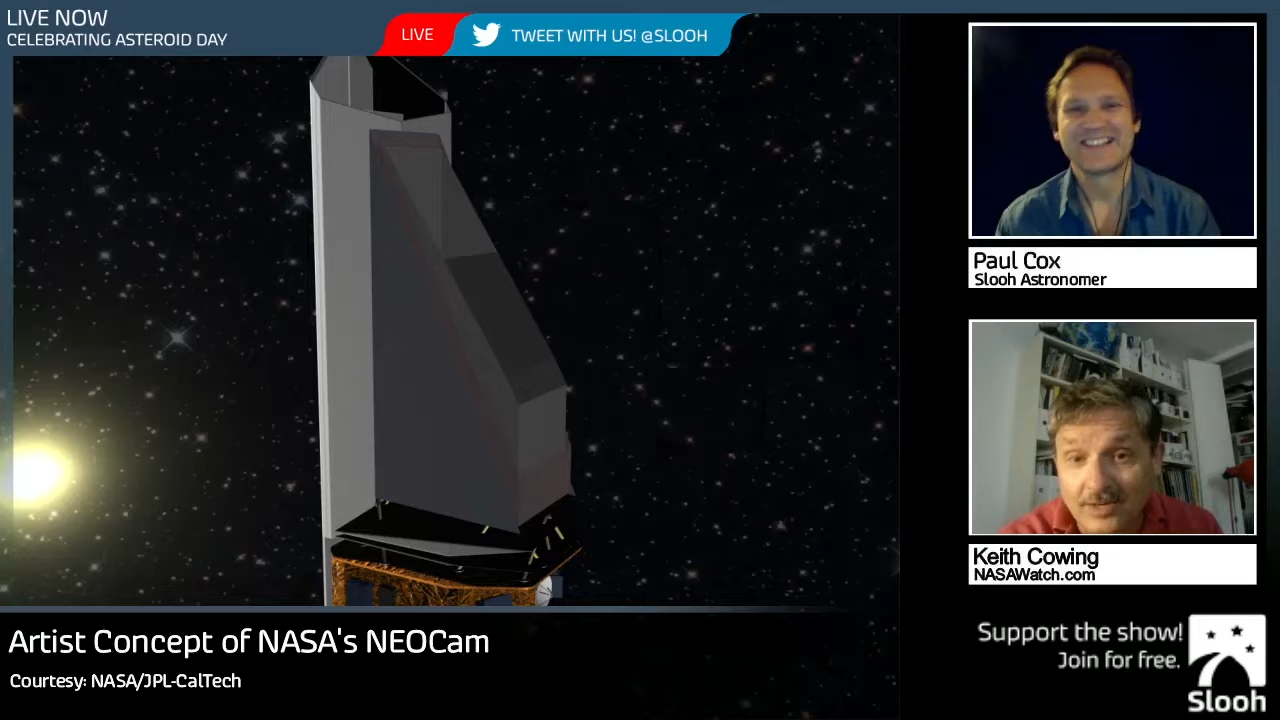 LIVE NOW
CELEBRATING ASTEROID DAY
LIVE
TWEET WITH US! @SLOOH
Paul Cox
Slooh Astronomer
Keith Cowing
NASAWatch.com
Artist Concept of NASA's NEOCam
Courtesy: NASA/JPL-CalTech
Support the show!
Join for free.
Slooh